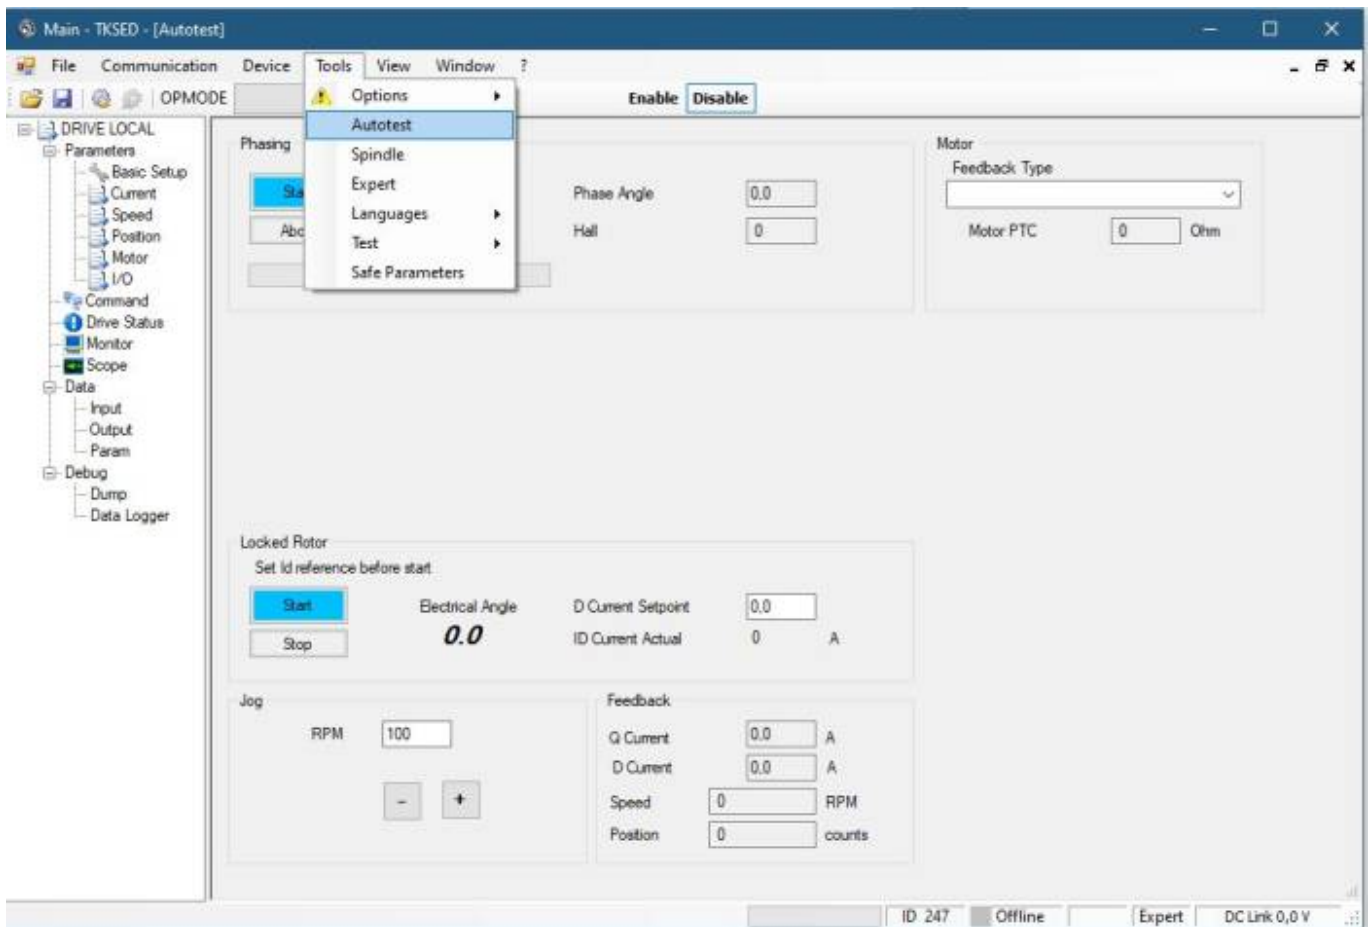 Main - TKSED - [Autotest]
File Communication Device Tools View Window ?
OPMODE Enable Disable
Options
Autotest
Spindle
Expert
Languages
Test
Safe Parameters
DRIVE LOCAL
Parameters
Basic Setup
Current
Speed
Position
Motor
I/O
Command
Drive Status
Monitor
Scope
Data
Input
Output
Param
Debug
Dump
Data Logger
Phasing
Phase Angle 0.0
Hall 0
Motor
Feedback Type
Motor PTC 0 Ohm
Locked Rotor
Set Id reference before start
Start Electrical Angle D Current Setpoint 0,0
Stop 0.0 ID Current Actual 0 A
Jog
RPM 100
- +
Feedback
Q Current 0.0 A
D Current 0.0 A
Speed 0 RPM
Position 0 counts
ID 247 Offline Expert DC Link 0,0 V